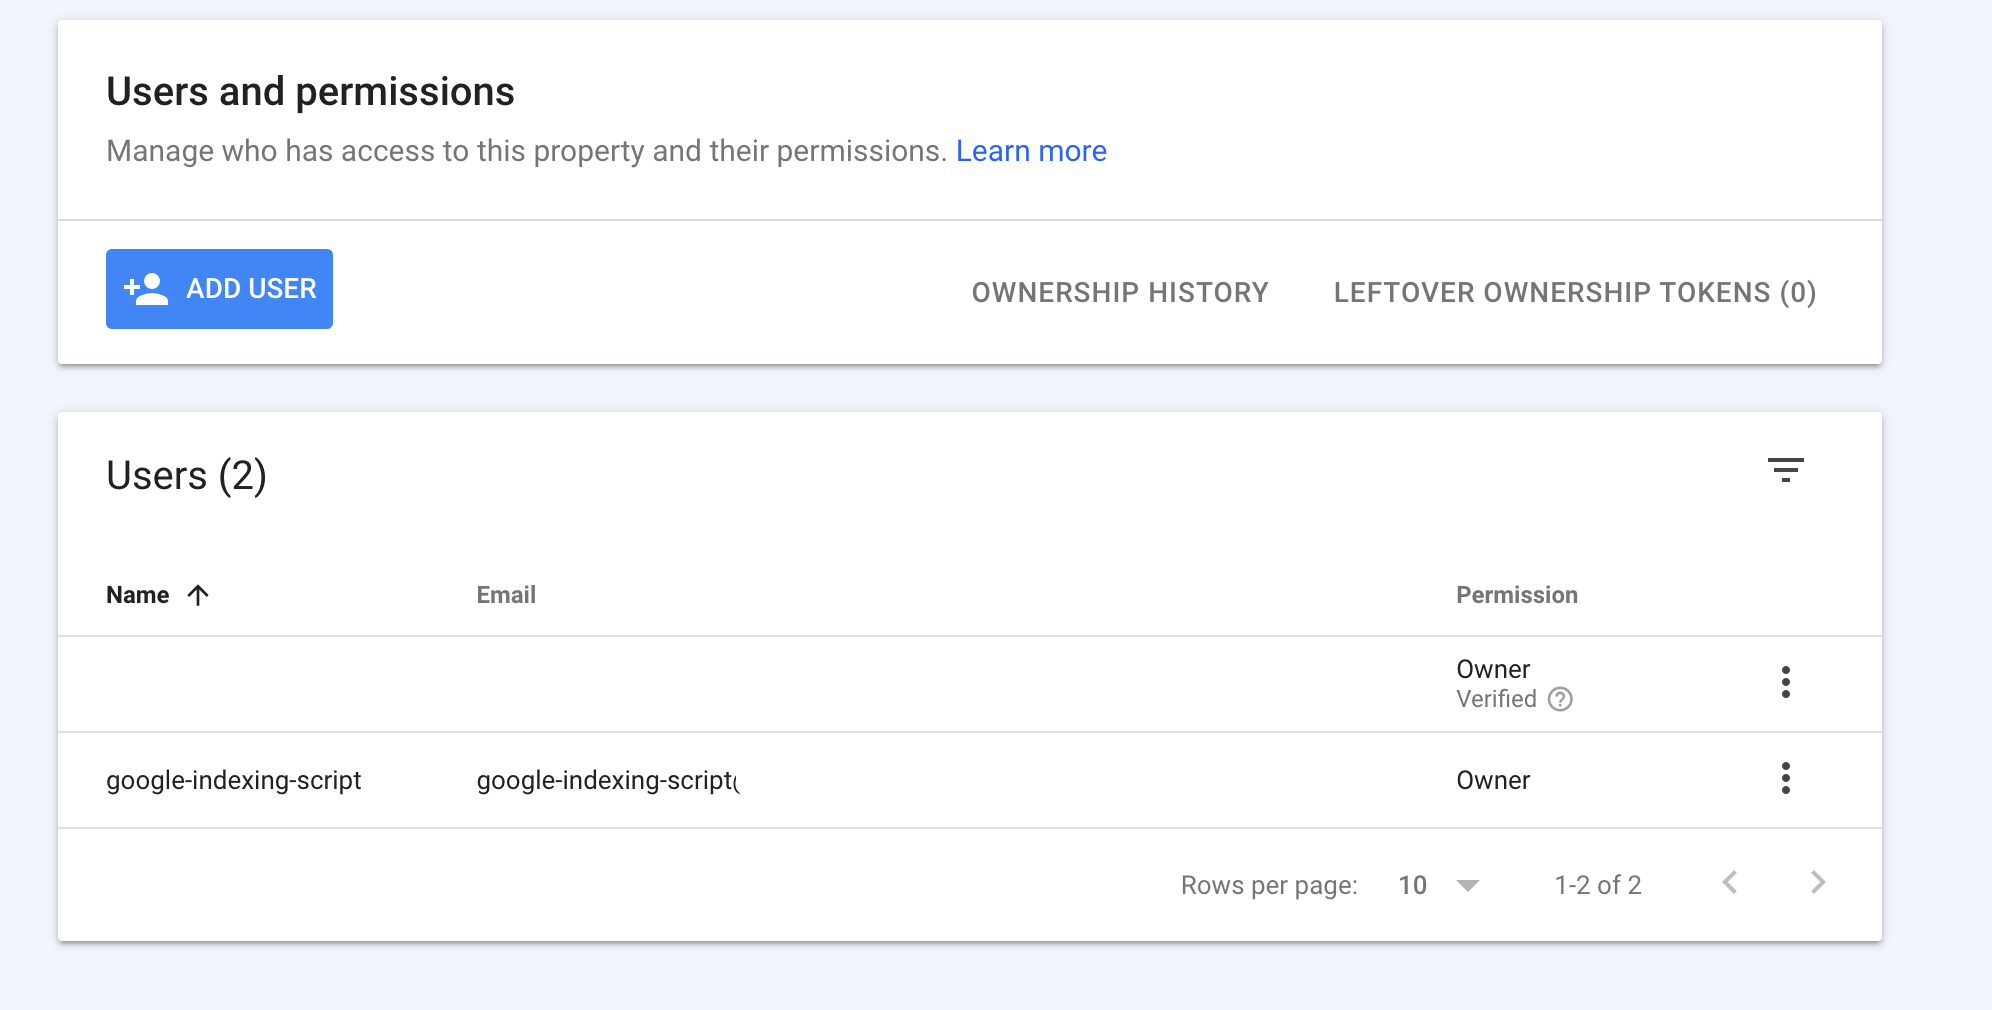 Users and permissions
Manage who has access to this property and their permissions. Learn more
ADD USER
OWNERSHIP HISTORY
LEFTOVER OWNERSHIP TOKENS (0)
Users (2)
Name Email Permission
Owner
Verified
google-indexing-script google-indexing-script( Owner
Rows per page: 10 1-2 of 2